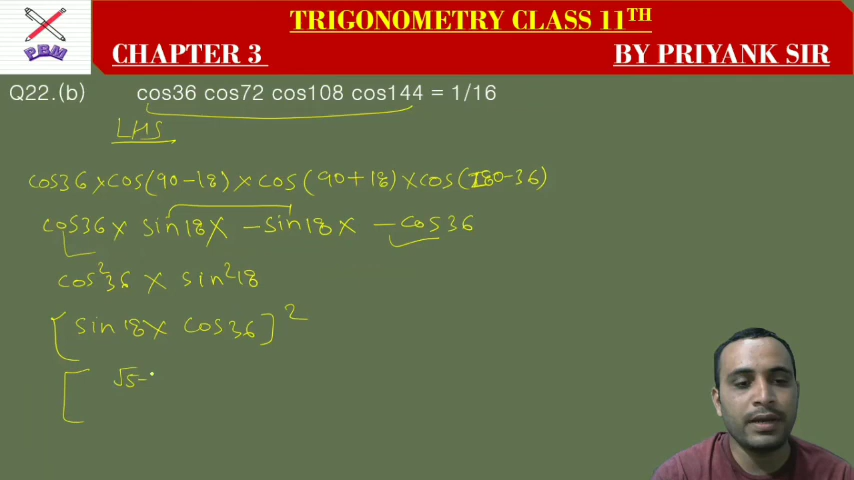 TRIGONOMETRY CLASS 11TH
CHAPTER 3
BY PRIYANK SIR
PBM
Q22.(b) cos36 cos72 cos108 cos144 = 1/16
LHS
cos36 × cos(90-18) × cos(90+18) × cos(180-36)
cos36 × sin18 × -sin18 × -cos36
cos²36 × sin²18
[sin18 × cos36]²
[ √5-